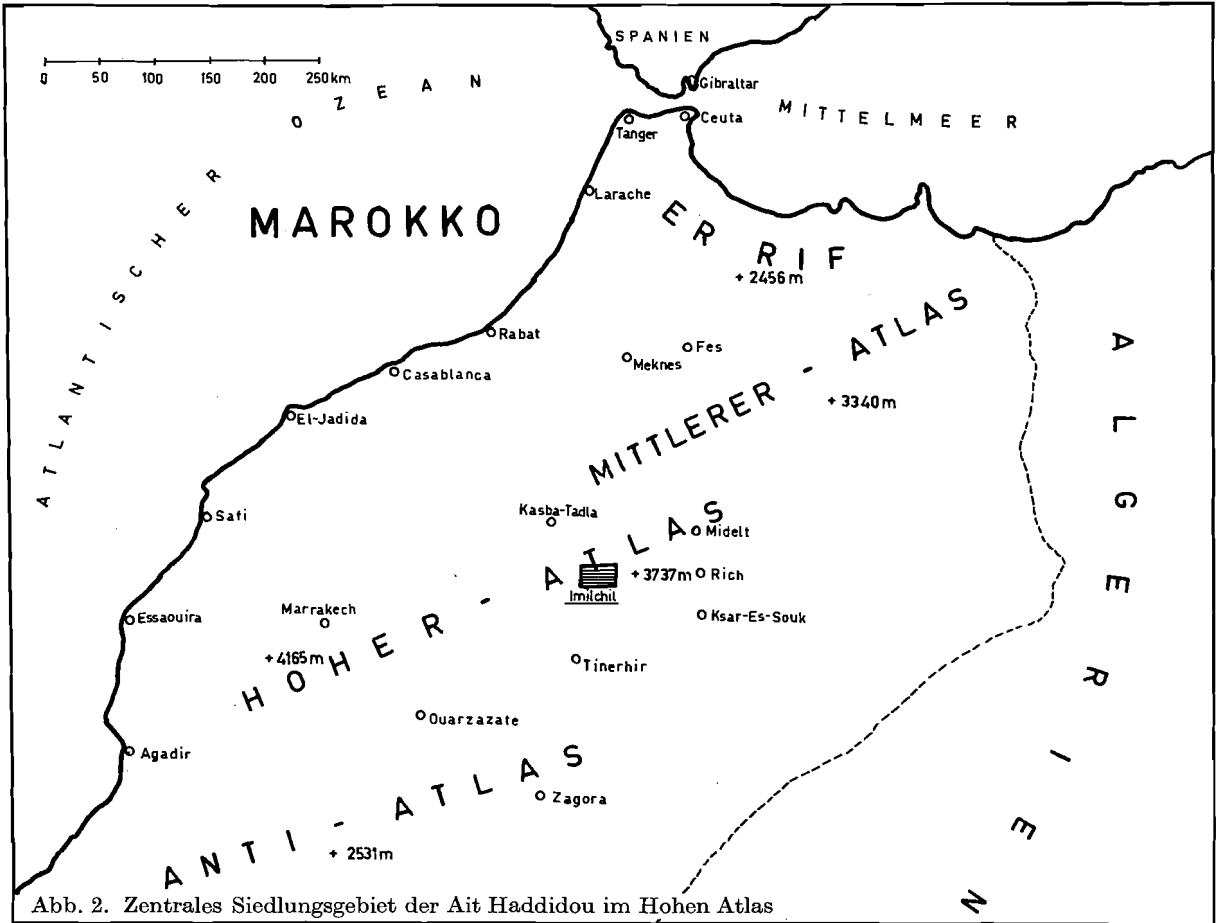 SPANIEN
0 50 100 150 200 250km
Gibraltar
ATLANTISCHER OZEAN
MITTELMEER
Ceuta
Tanger
Larache
MAROKKO
ER RIF
+ 2456m
Rabat
Fes
Meknes
MITTLERER - ATLAS
Casablanca
+ 3340m
El-Jadida
ALGERIEN
Kasba-Tadla
Safi
Midelt
HOHER - ATLAS
+3737m
Rich
Imilchil
Marrakech
Essaouira
Ksar-Es-Souk
+4165m
Tinerhir
Ouarzazate
Agadir
ANTI - ATLAS
Zagora
+ 2531m
Abb. 2. Zentrales Siedlungsgebiet der Ait Haddidou im Hohen Atlas